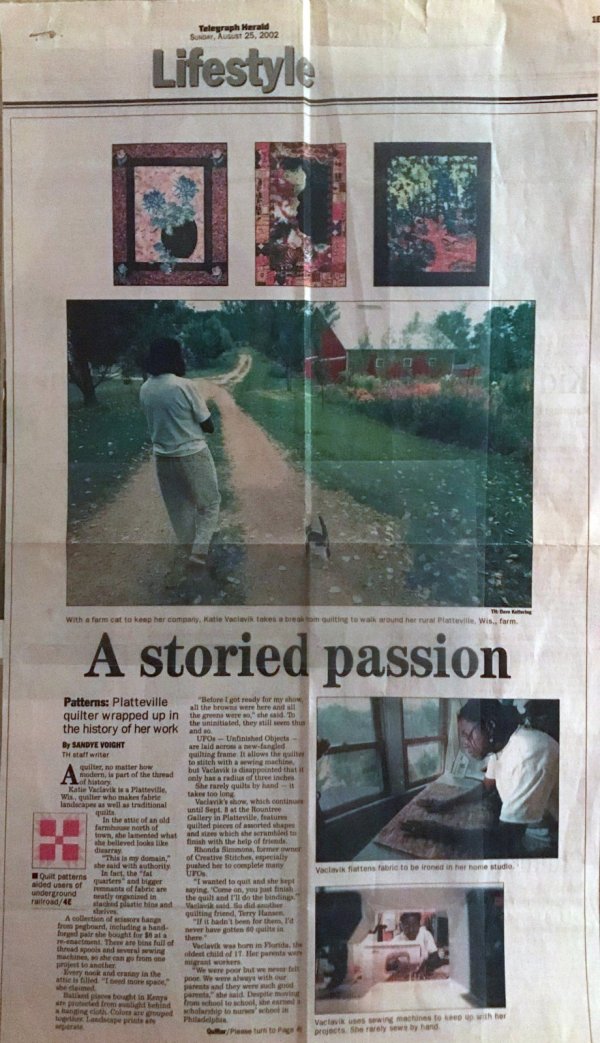 Telegraph Herald
SUNDAY, AUGUST 25, 2002
1E
Lifestyle
TH: Dave Kettering
With a farm cat to keep her company, Katie Vaclavik takes a break from quilting to walk around her rural Platteville, Wis., farm.
A storied passion
Patterns: Platteville
quilter wrapped up in
the history of her work
By SANDYE VOIGHT
TH staff writer
A quilter, no matter how
modern, is part of the thread
of history.
Katie Vaclavik is a Platteville,
Wis., quilter who makes fabric
landscapes as well as traditional
quilts.
In the attic of an old
farmhouse north of
town, she lamented what
she believed looks like
disarray.
"This is my domain,"
she said with authority.
In fact, the "fat
quarters" and bigger
remnants of fabric are
neatly organized in
stacked plastic bins and
shelves.
■ Quilt patterns
aided users of
underground
railroad/4E
A collection of scissors hangs
from pegboard, including a hand-
forged pair she bought for $8 at a
re-enactment. There are bins full of
thread spools and several sewing
machines, so she can go from one
project to another.
Every nook and cranny in the
attic is filled. "I need more space,"
she claimed.
Batiked pieces bought in Kenya
are protected from sunlight behind
a hanging cloth. Colors are grouped
together. Landscape prints are
separate.
"Before I got ready for my show,
all the browns were here and all
the greens were so," she said. To
the uninitiated, they still seem thus
and so.
UFOs — Unfinished Objects —
are laid across a new-fangled
quilting frame. It allows the quilter
to stitch with a sewing machine,
but Vaclavik is disappointed that it
only has a radius of three inches.
She rarely quilts by hand — it
takes too long.
Vaclavik's show, which continues
until Sept. 8 at the Rountree
Gallery in Platteville, features
quilted pieces of assorted shapes
and sizes which she scrambled to
finish with the help of friends.
Rhonda Simmons, former owner
of Creative Stitches, especially
pushed her to complete many
UFOs.
"I wanted to quit and she kept
saying, 'Come on, you just finish
the quilt and I'll do the bindings,'"
Vaclavik said. So did another
quilting friend, Terry Hansen.
"If it hadn't been for them, I'd
never have gotten 60 quilts in
there."
Vaclavik was born in Florida, the
oldest child of 17. Her parents were
migrant workers.
"We were poor but we never felt
poor. We were always with our
parents and they were such good
parents," she said. Despite moving
from school to school, she earned a
scholarship to nurses' school in
Philadelphia.
Quilter/Please turn to Page 4
Vaclavik flattens fabric to be ironed in her home studio.
Vaclavik uses sewing machines to keep up with her
projects. She rarely sews by hand.